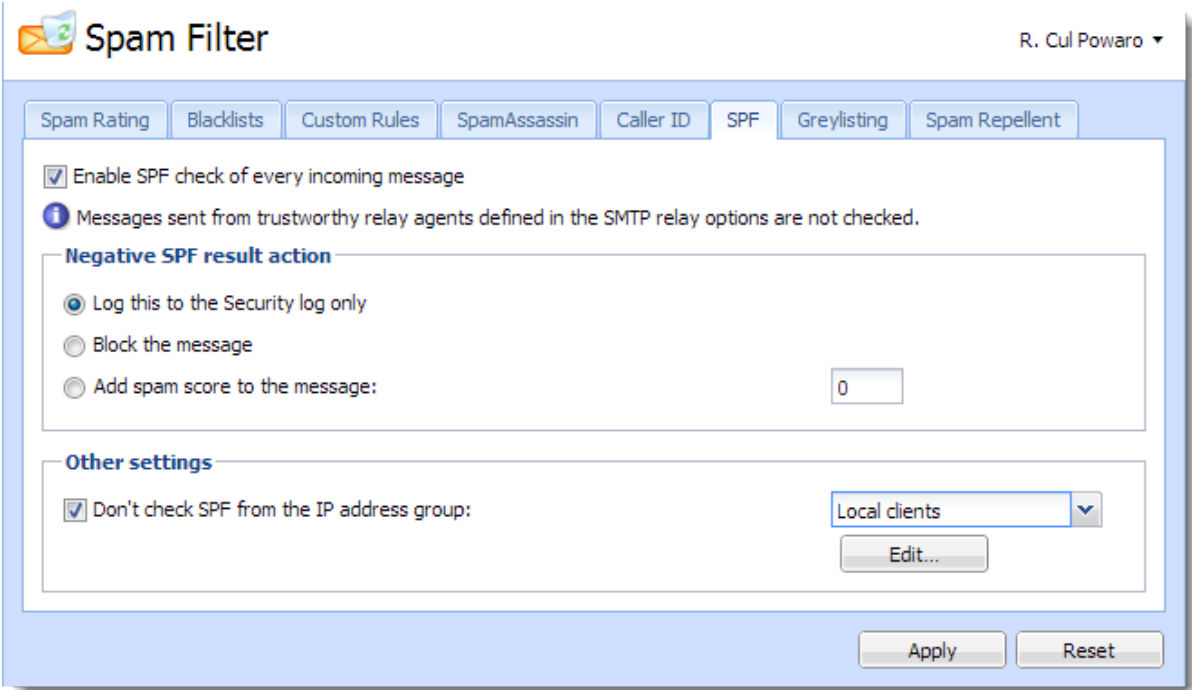 Spam Filter
R. Cul Powaro
Spam Rating
Blacklists
Custom Rules
SpamAssassin
Caller ID
SPF
Greylisting
Spam Repellent
Enable SPF check of every incoming message
Messages sent from trustworthy relay agents defined in the SMTP relay options are not checked.
Negative SPF result action
Log this to the Security log only
Block the message
Add spam score to the message:
0
Other settings
Don't check SPF from the IP address group:
Local clients
Edit...
Apply
Reset